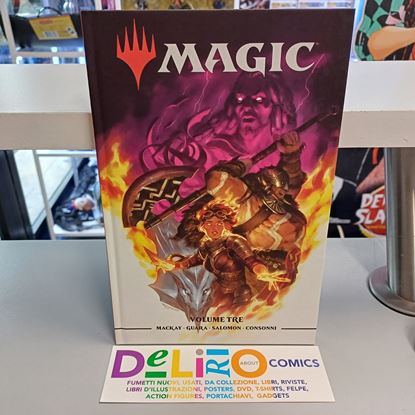 MAGIC
VOLUME TRE
MACKAY · GUARA · SALOMON · CONSONNI
DeLiRiO ABOUT COMICS
FUMETTI NUOVI, USATI, DA COLLEZIONE, LIBRI, RIVISTE,
LIBRI D'ILLUSTRAZIONI, POSTERS, DVD, T-SHIRTS, FELPE,
ACTION FIGURES, PORTACHIAVI, GADGETS